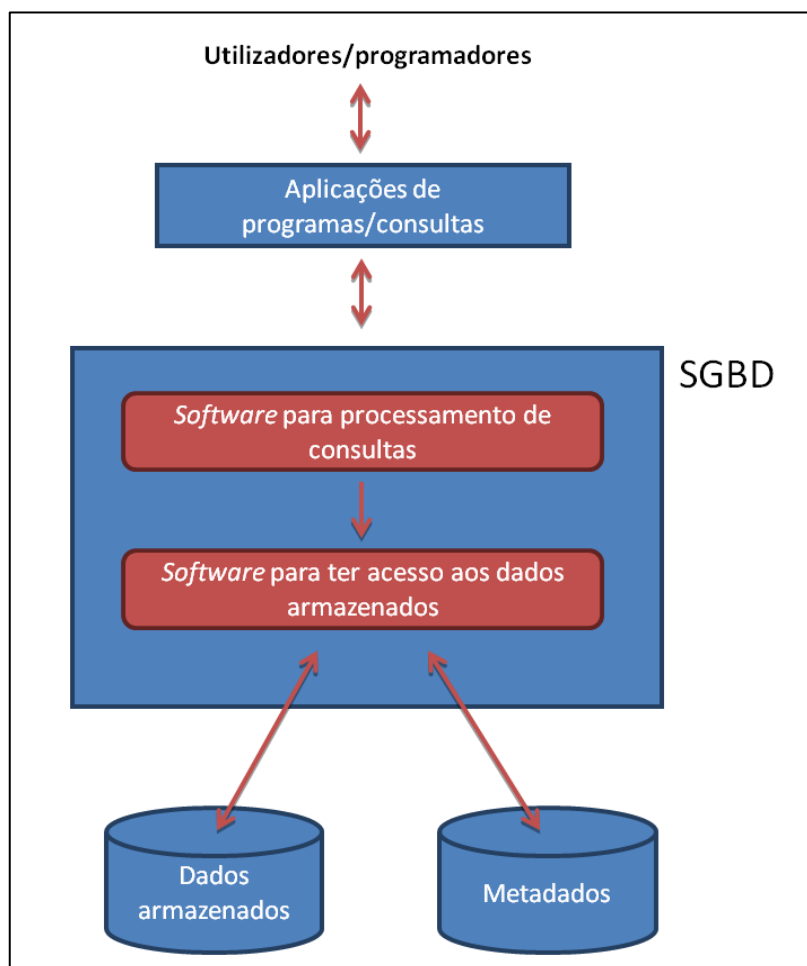 Utilizadores/programadores
Aplicações de
programas/consultas
SGBD
Software para processamento de
consultas
Software para ter acesso aos dados
armazenados
Dados
armazenados
Metadados